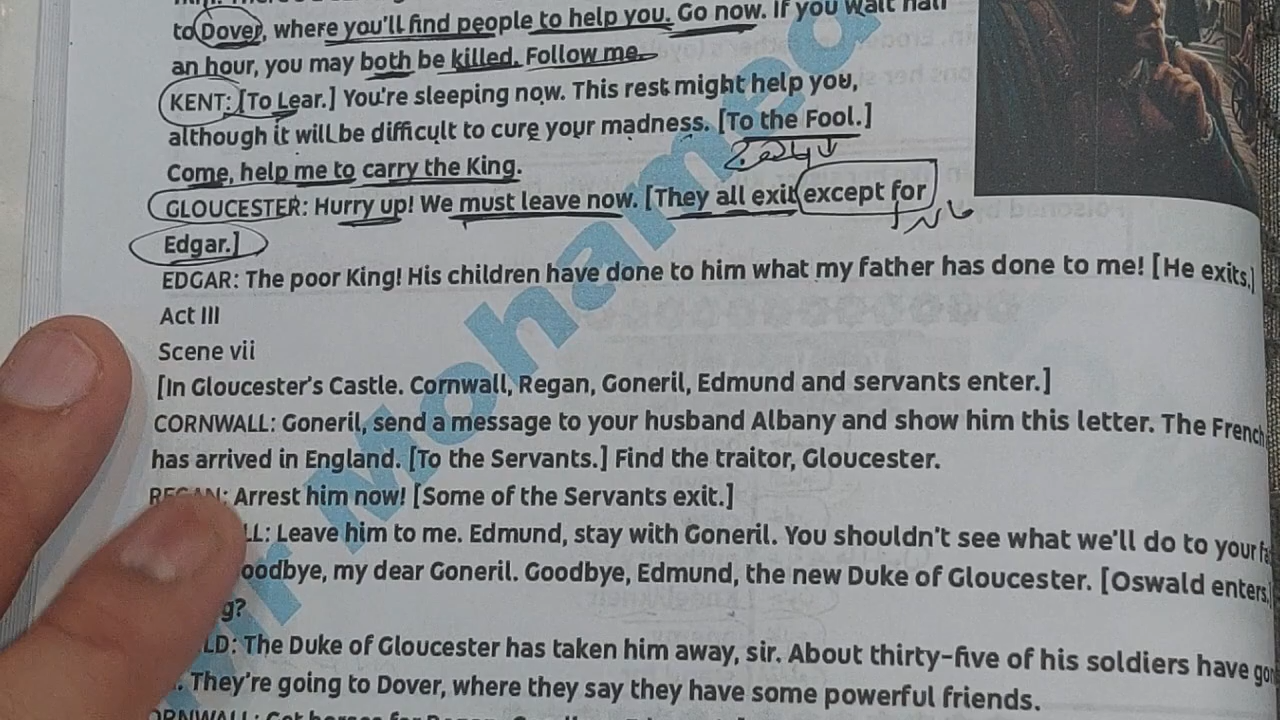 to Dover, where you'll find people to help you. Go now. If you wait half
an hour, you may both be killed. Follow me.
KENT: [To Lear.] You're sleeping now. This rest might help you,
although it will be difficult to cure your madness. [To the Fool.]
Come, help me to carry the King.
GLOUCESTER: Hurry up! We must leave now. [They all exit except for
Edgar.]
EDGAR: The poor King! His children have done to him what my father has done to me! [He exits.]
Act III
Scene vii
[In Gloucester's Castle. Cornwall, Regan, Goneril, Edmund and servants enter.]
CORNWALL: Goneril, send a message to your husband Albany and show him this letter. The French
has arrived in England. [To the Servants.] Find the traitor, Gloucester.
REGAN: Arrest him now! [Some of the Servants exit.]
LL: Leave him to me. Edmund, stay with Goneril. You shouldn't see what we'll do to your
oodbye, my dear Goneril. Goodbye, Edmund, the new Duke of Gloucester. [Oswald enters.]
g?
LD: The Duke of Gloucester has taken him away, sir. About thirty-five of his soldiers have
They're going to Dover, where they say they have some powerful friends.
Mr Mohamed